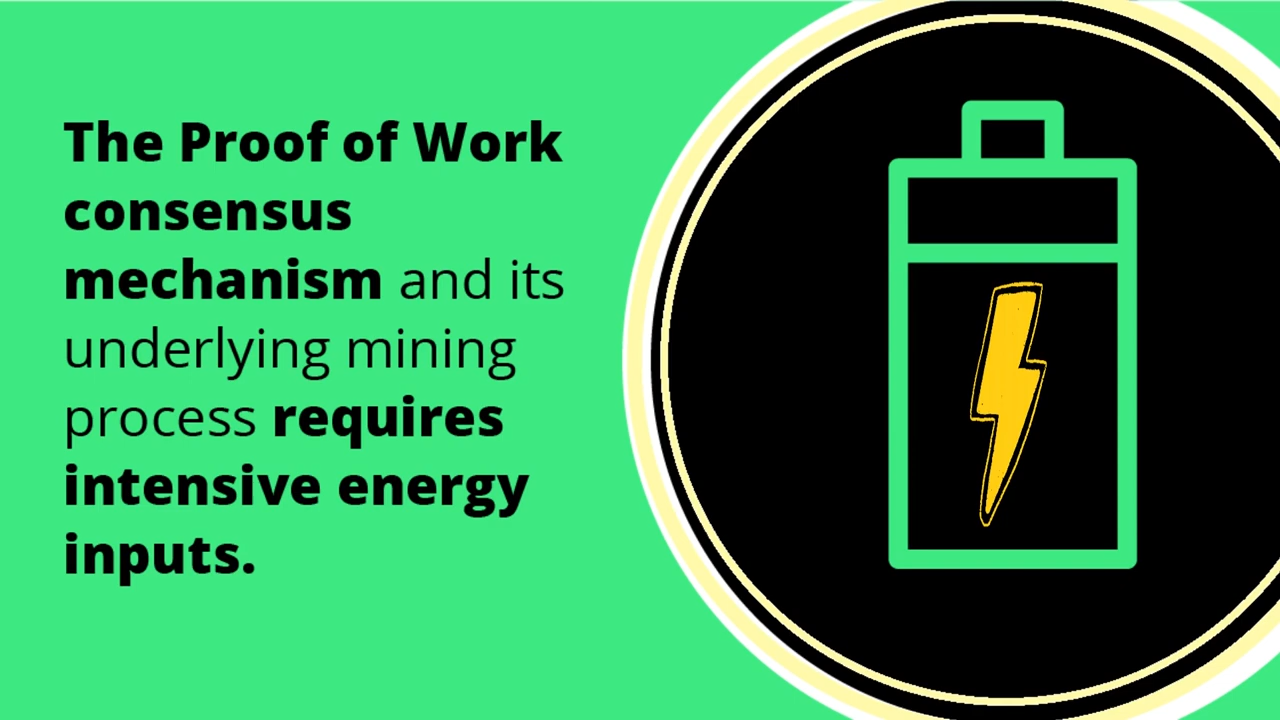 The Proof of Work
consensus
mechanism and its
underlying mining
process requires
intensive energy
inputs.